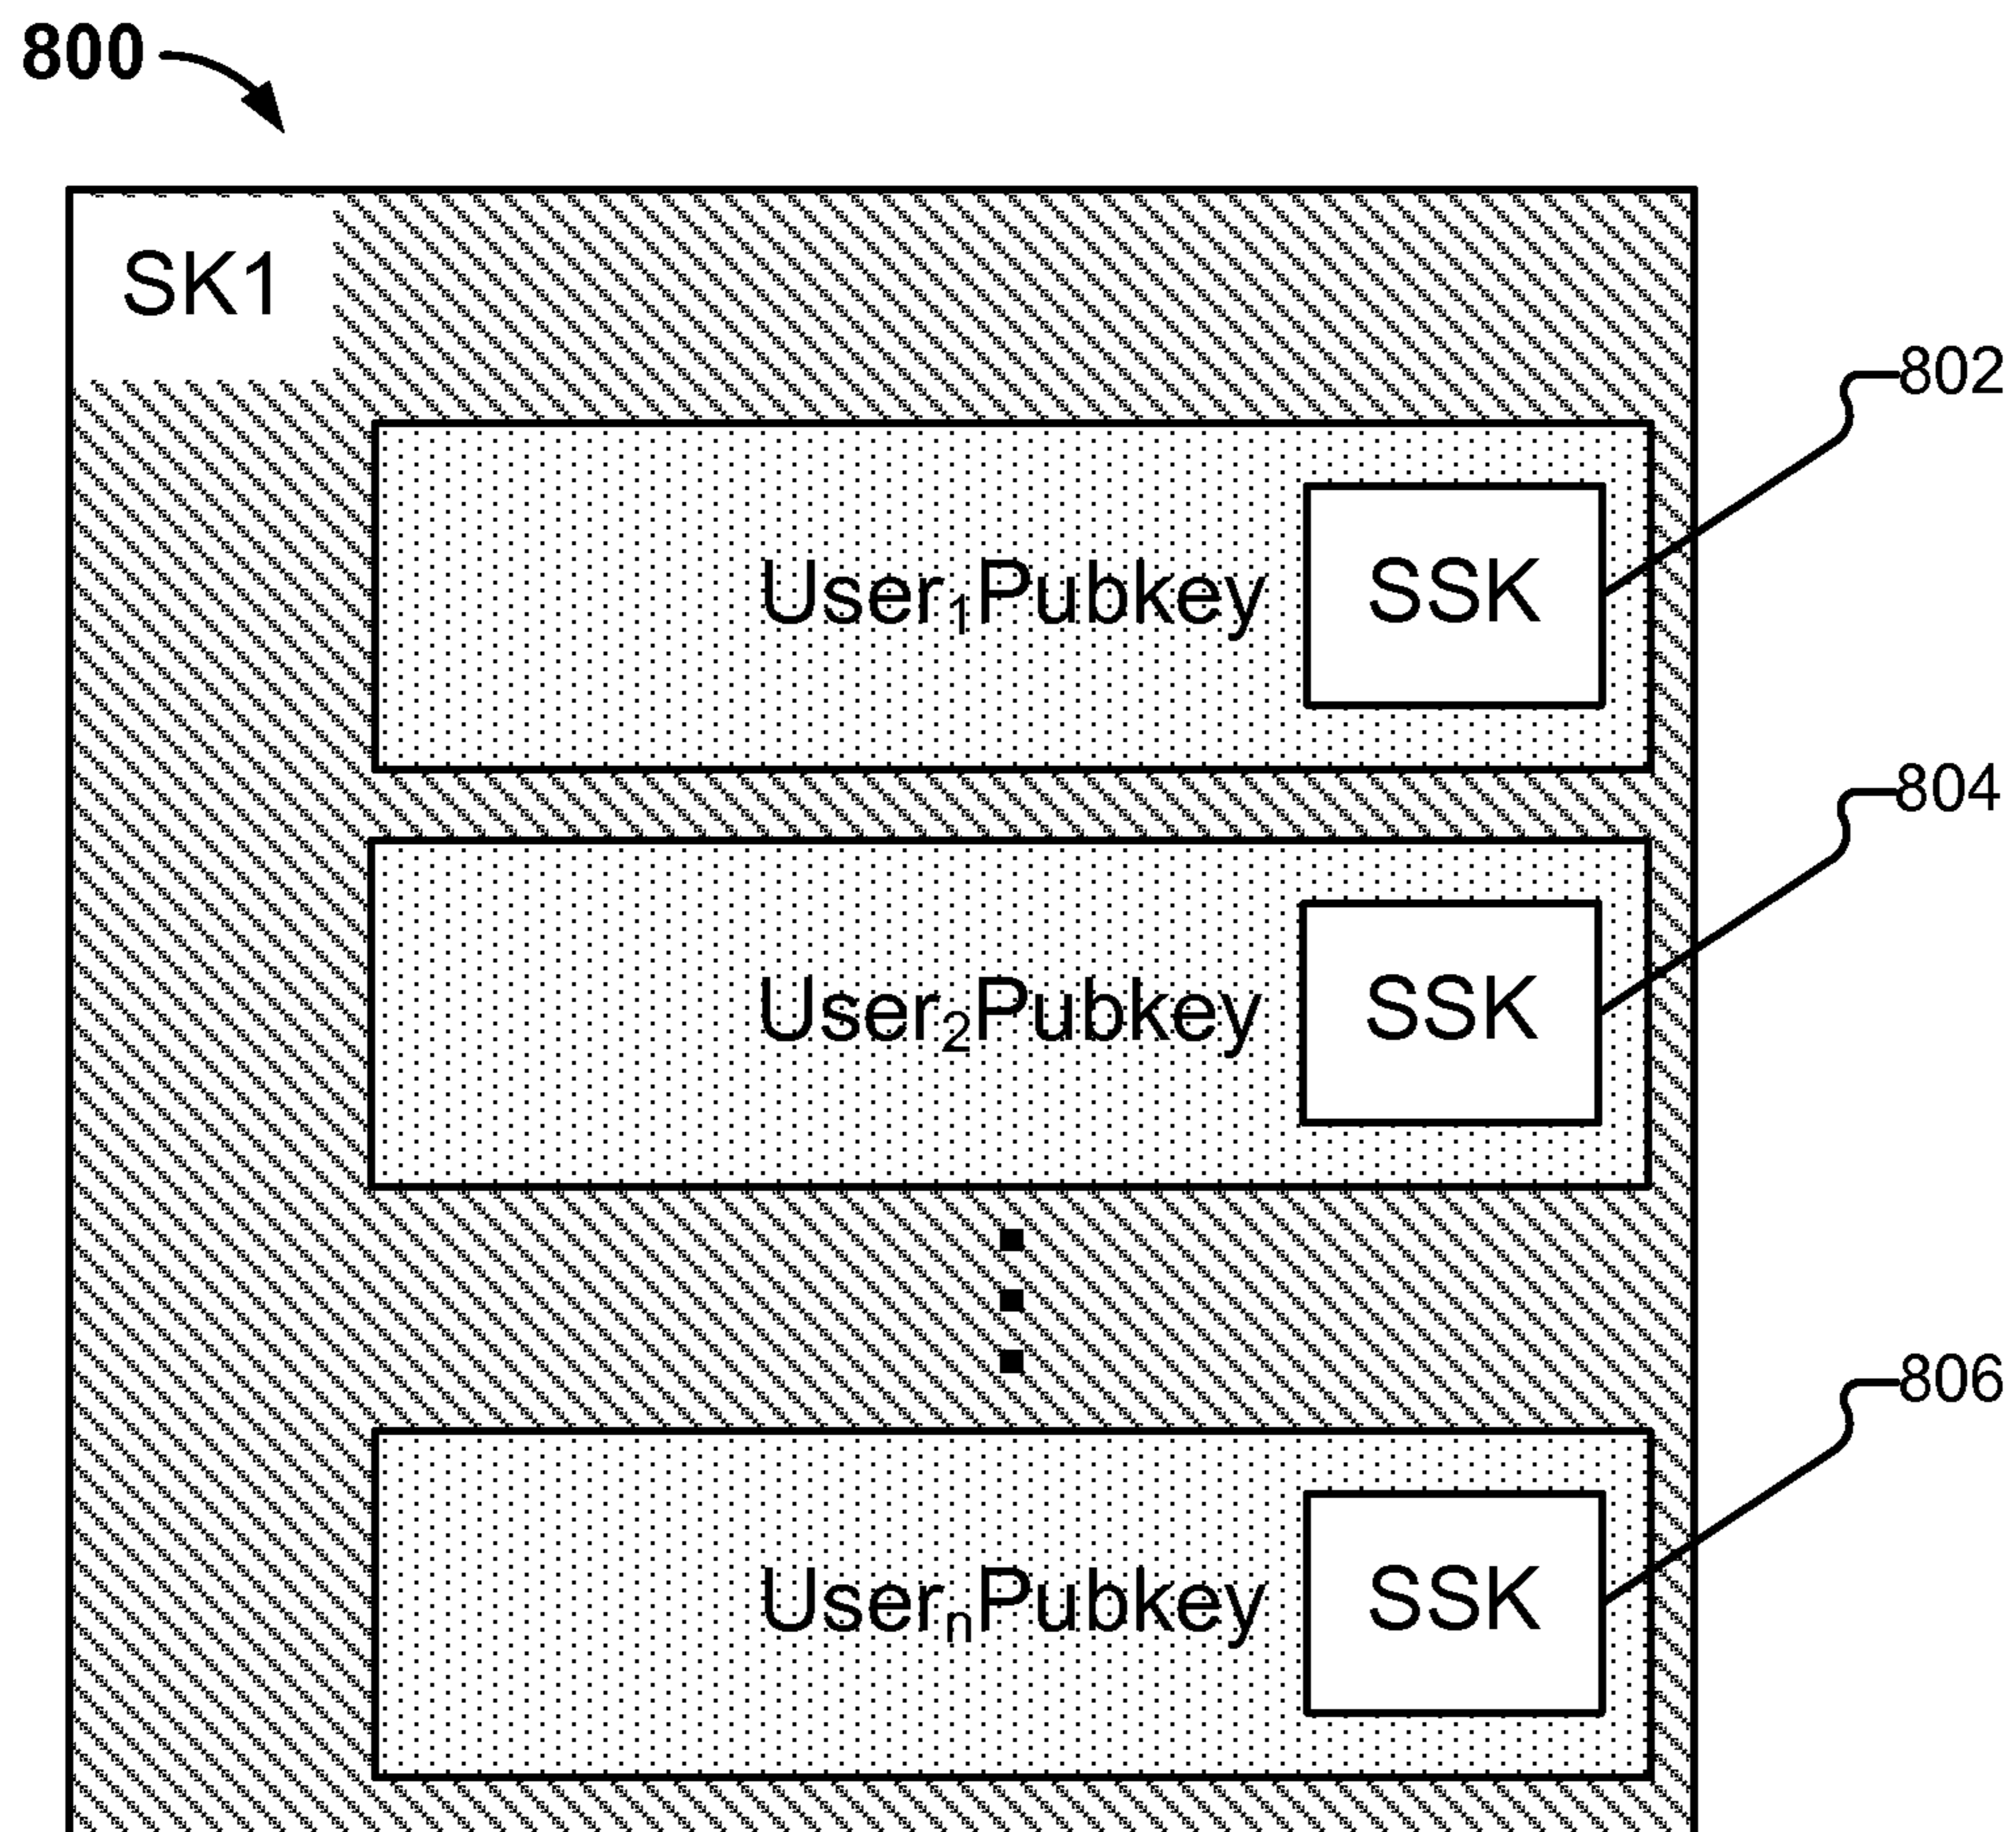 800
SK1
802
User₁Pubkey SSK
804
User₂Pubkey SSK
806
UserₙPubkey SSK